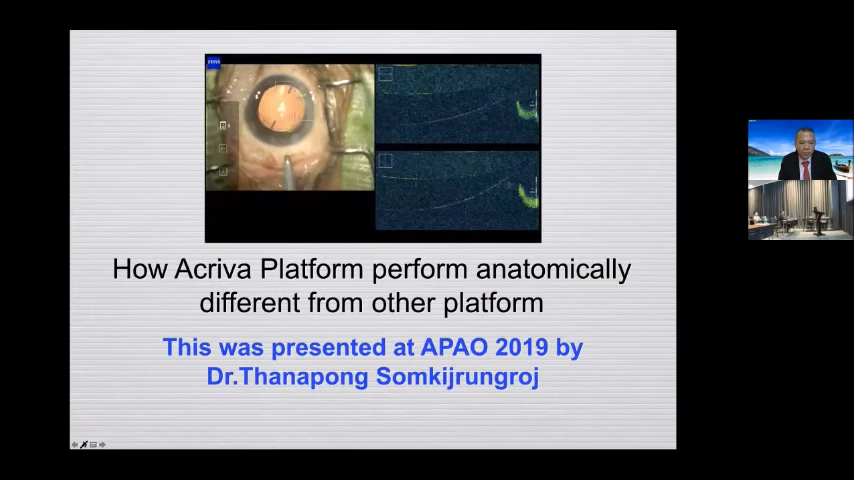 ZEISS
How Acriva Platform perform anatomically
different from other platform
This was presented at APAO 2019 by
Dr.Thanapong Somkijrungroj